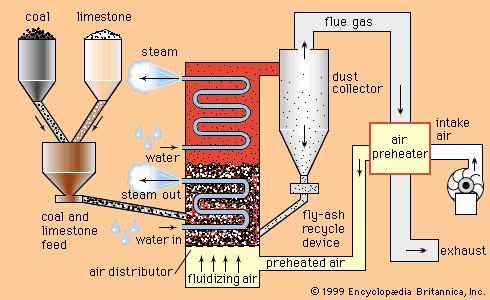 coal
limestone
flue gas
steam
dust
collector
intake
air
air
preheater
water
steam out
coal and
limestone
feed
water in
fly-ash
recycle
device
air distributor
fluidizing air
preheated air
exhaust
© 1999 Encyclopædia Britannica, Inc.